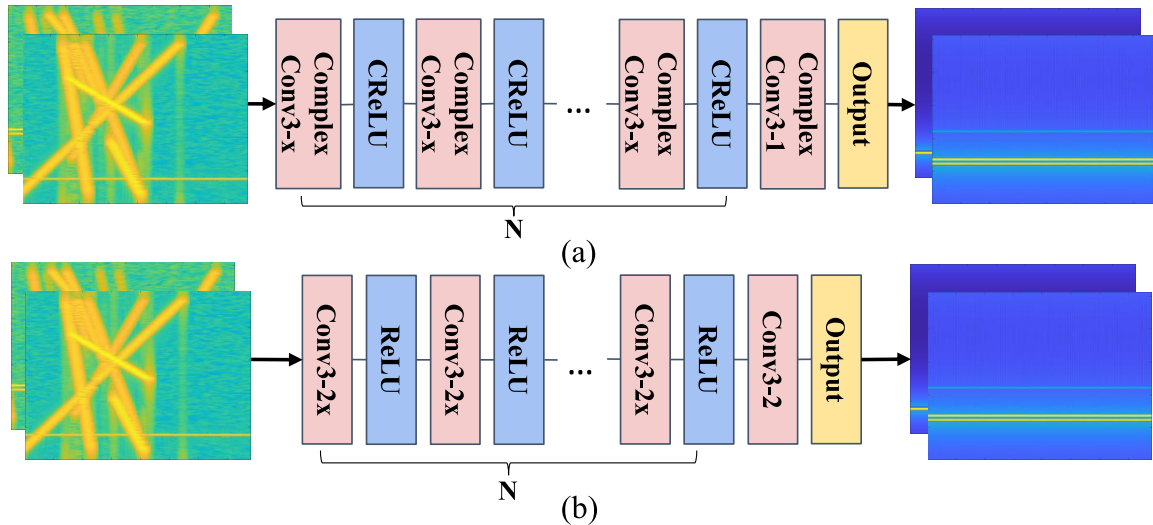 Complex
Conv3-x
CReLU
Complex
Conv3-x
CReLU
...
Complex
Conv3-x
CReLU
Complex
Conv3-1
Output
N
(a)
Conv3-2x
ReLU
Conv3-2x
ReLU
...
Conv3-2x
ReLU
Conv3-2
Output
N
(b)